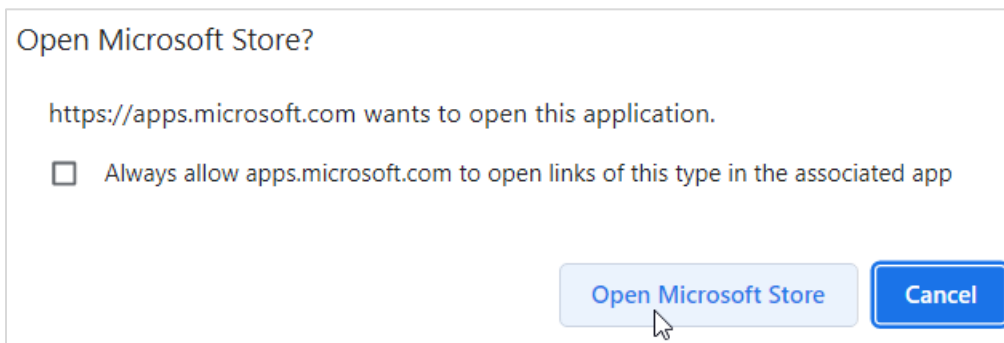 Open Microsoft Store?
https://apps.microsoft.com wants to open this application.
Always allow apps.microsoft.com to open links of this type in the associated app
Open Microsoft Store
Cancel